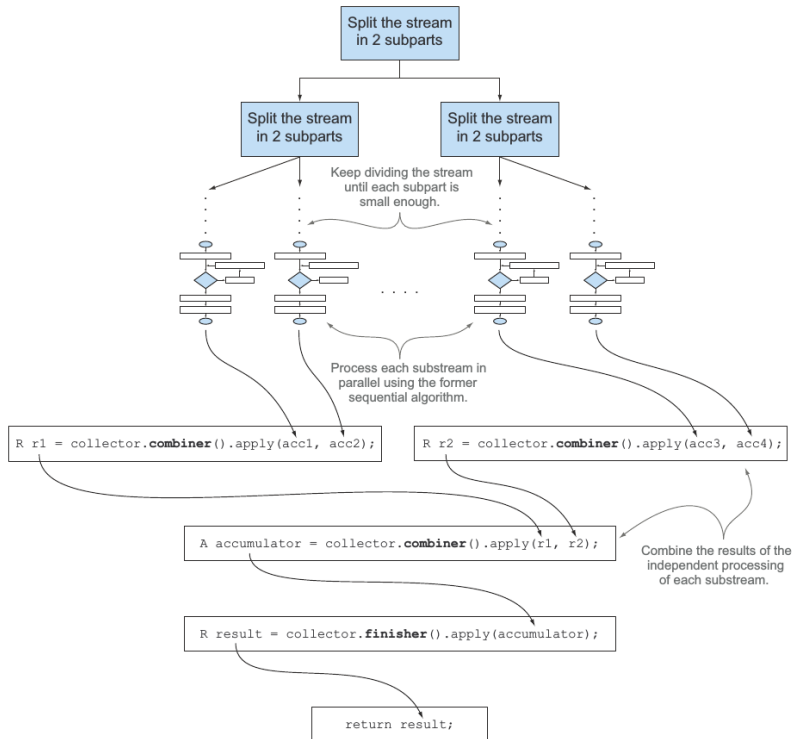 Split the stream
in 2 subparts
Split the stream
in 2 subparts
Split the stream
in 2 subparts
Keep dividing the stream
until each subpart is
small enough.
. . . .
Process each substream in
parallel using the former
sequential algorithm.
R r1 = collector.combiner().apply(acc1, acc2);
R r2 = collector.combiner().apply(acc3, acc4);
A accumulator = collector.combiner().apply(r1, r2);
Combine the results of the
independent processing
of each substream.
R result = collector.finisher().apply(accumulator);
return result;